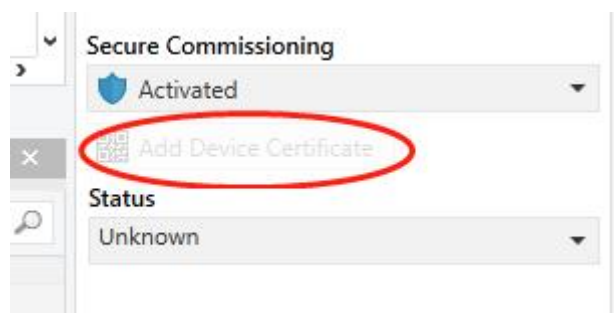 Secure Commissioning
Activated
Add Device Certificate
Status
Unknown